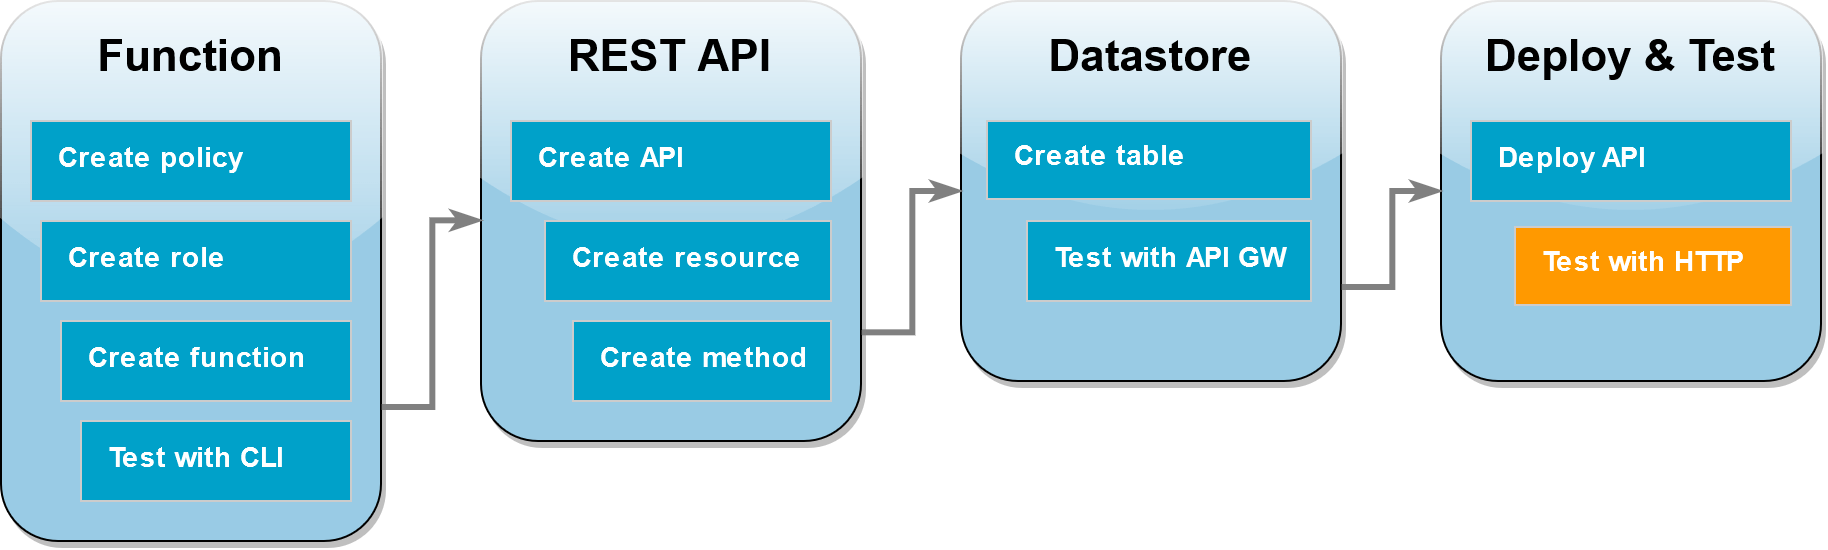 Function
Create policy
Create role
Create function
Test with CLI
REST API
Create API
Create resource
Create method
Datastore
Create table
Test with API GW
Deploy & Test
Deploy API
Test with HTTP